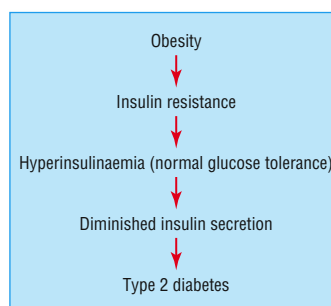 Obesity
Insulin resistance
Hyperinsulinaemia (normal glucose tolerance)
Diminished insulin secretion
Type 2 diabetes